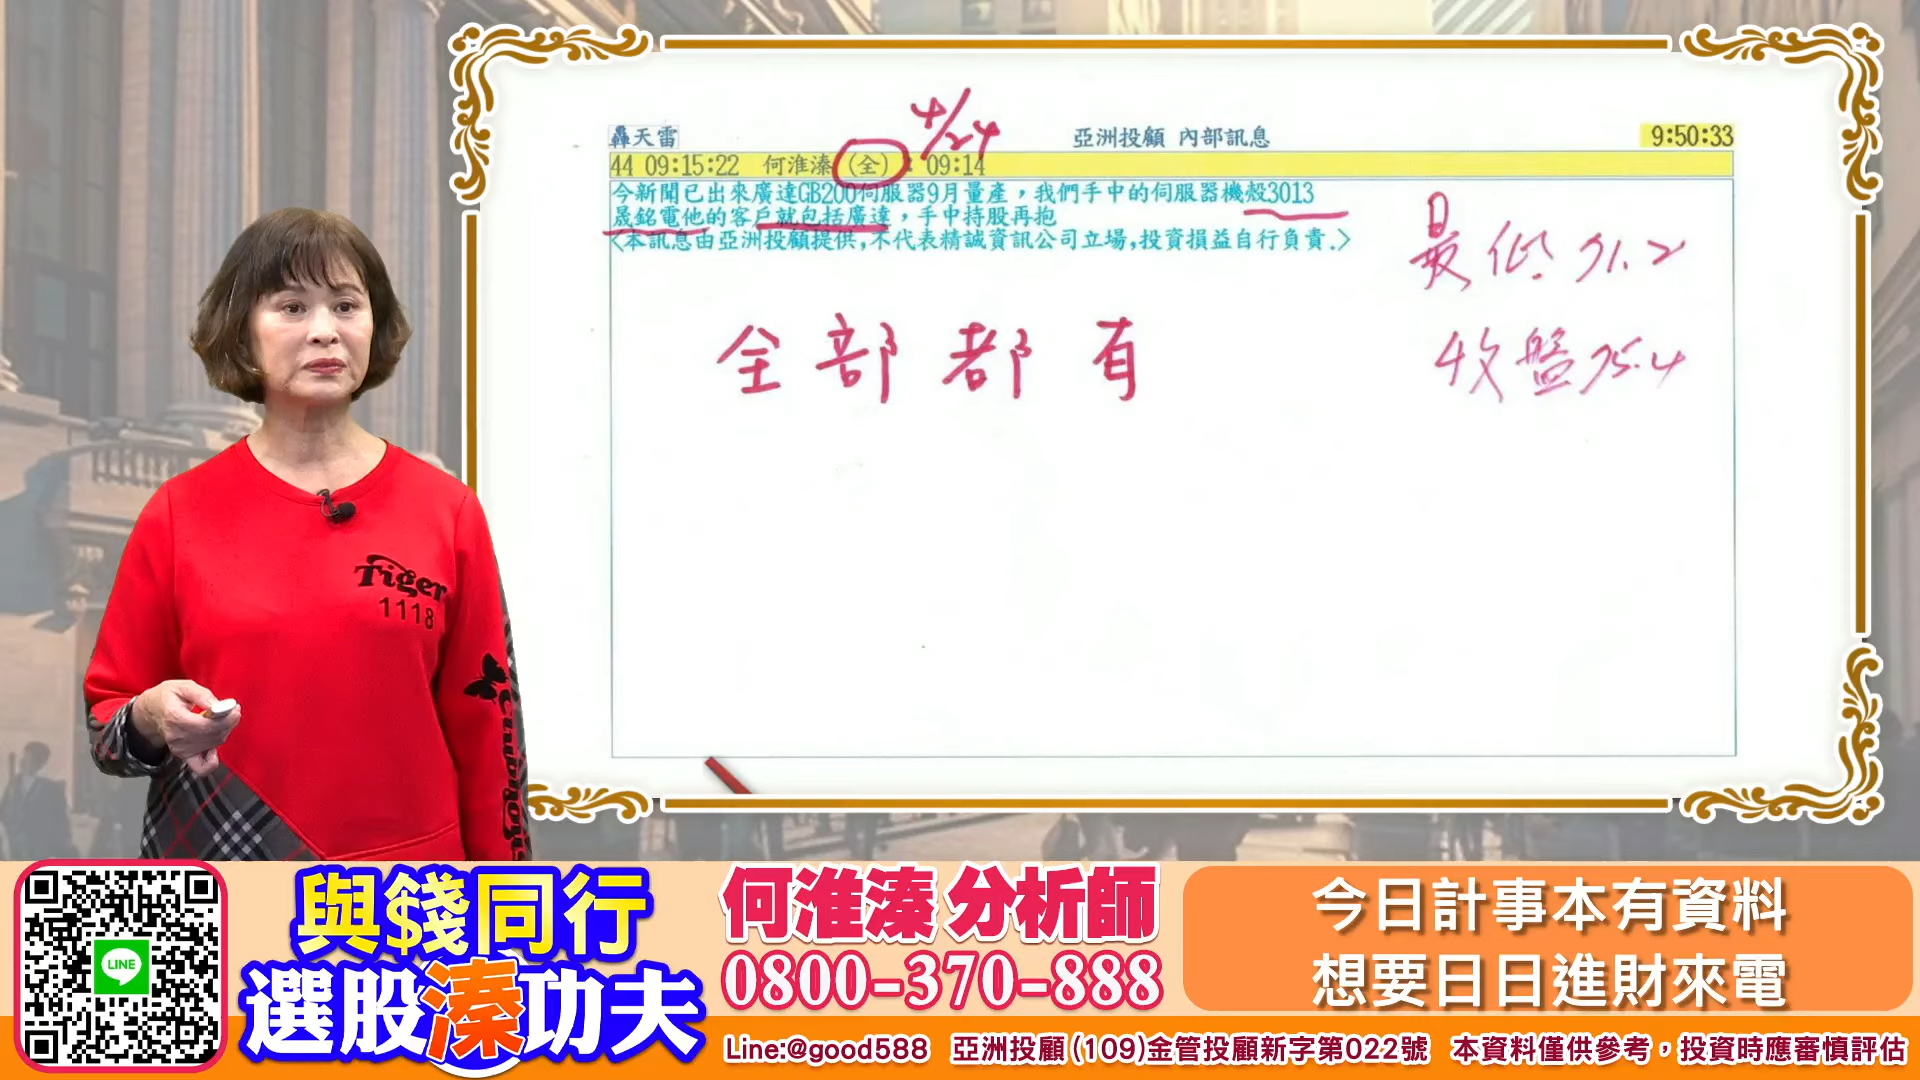 4/24
轟天雷 亞洲投顧 內部訊息 9:50:33
44 09:15:22 何淮溱 (全) : 09:14
今新聞已出來廣達GB200伺服器9月量產，我們手中的伺服器機殼3013
晟銘電他的客戶就包括廣達，手中持股再抱
<本訊息由亞洲投顧提供,不代表精誠資訊公司立場,投資損益自行負責.>
最低 71.2
全部都有
收盤 75.4
Tiger
1118
LINE
與錢同行
選股溱功夫
何淮溱 分析師
0800-370-888
今日計事本有資料
想要日日進財來電
Line:@good588 亞洲投顧 (109)金管投顧新字第022號 本資料僅供參考，投資時應審慎評估